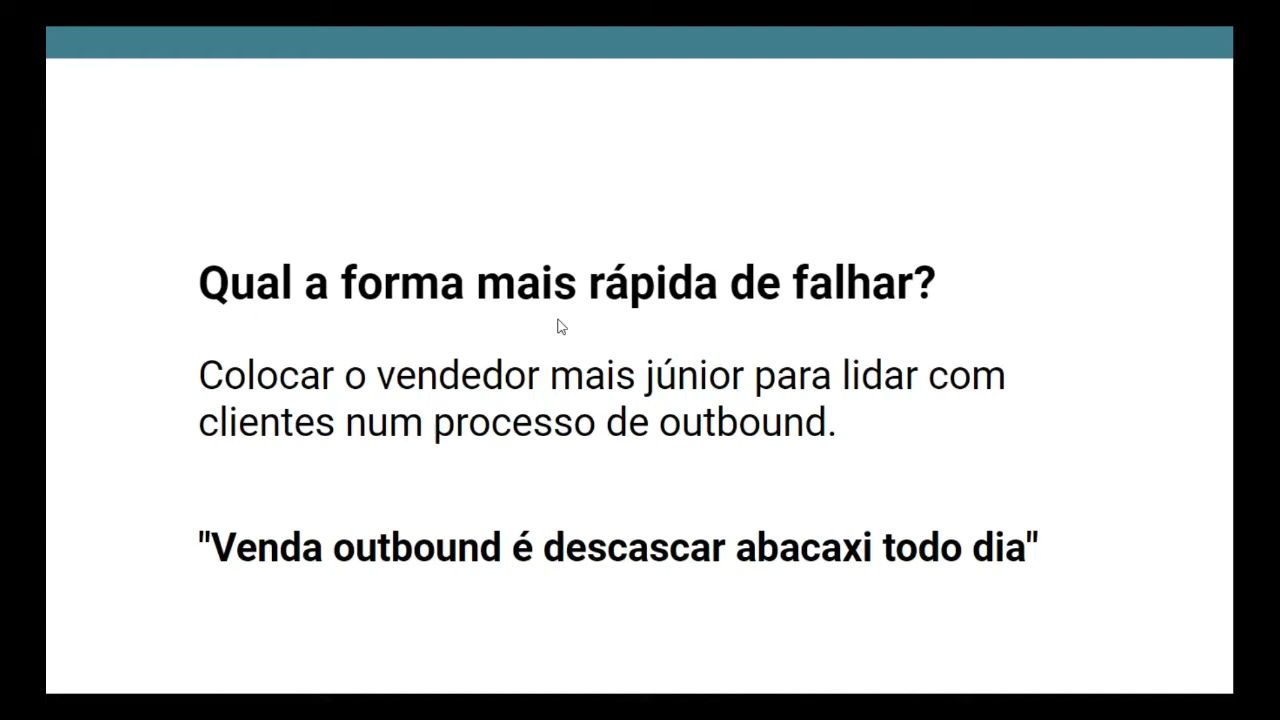 Qual a forma mais rápida de falhar?
Colocar o vendedor mais júnior para lidar com
clientes num processo de outbound.
"Venda outbound é descascar abacaxi todo dia"